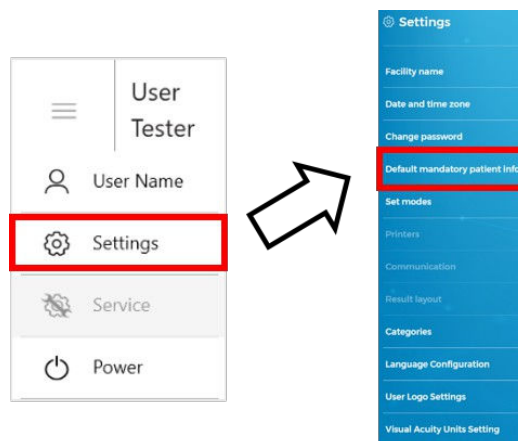 User
Tester
User Name
Settings
Service
Power
Settings
Facility name
Date and time zone
Change password
Default mandatory patient info
Set modes
Printers
Communication
Result layout
Categories
Language Configuration
User Logo Settings
Visual Acuity Units Setting